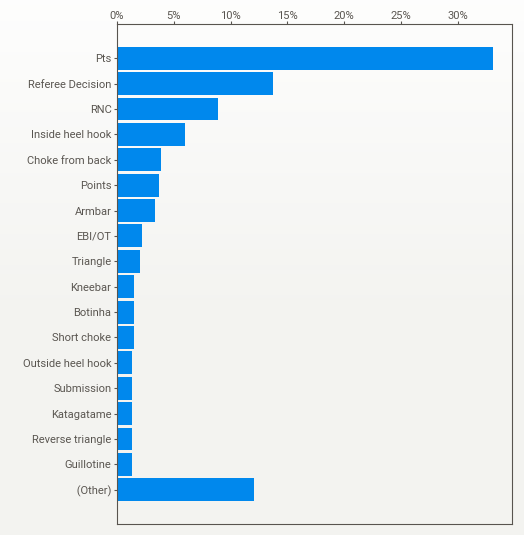 0% 5% 10% 15% 20% 25% 30%
Pts
Referee Decision
RNC
Inside heel hook
Choke from back
Points
Armbar
EBI/OT
Triangle
Kneebar
Botinha
Short choke
Outside heel hook
Submission
Katagatame
Reverse triangle
Guillotine
(Other)